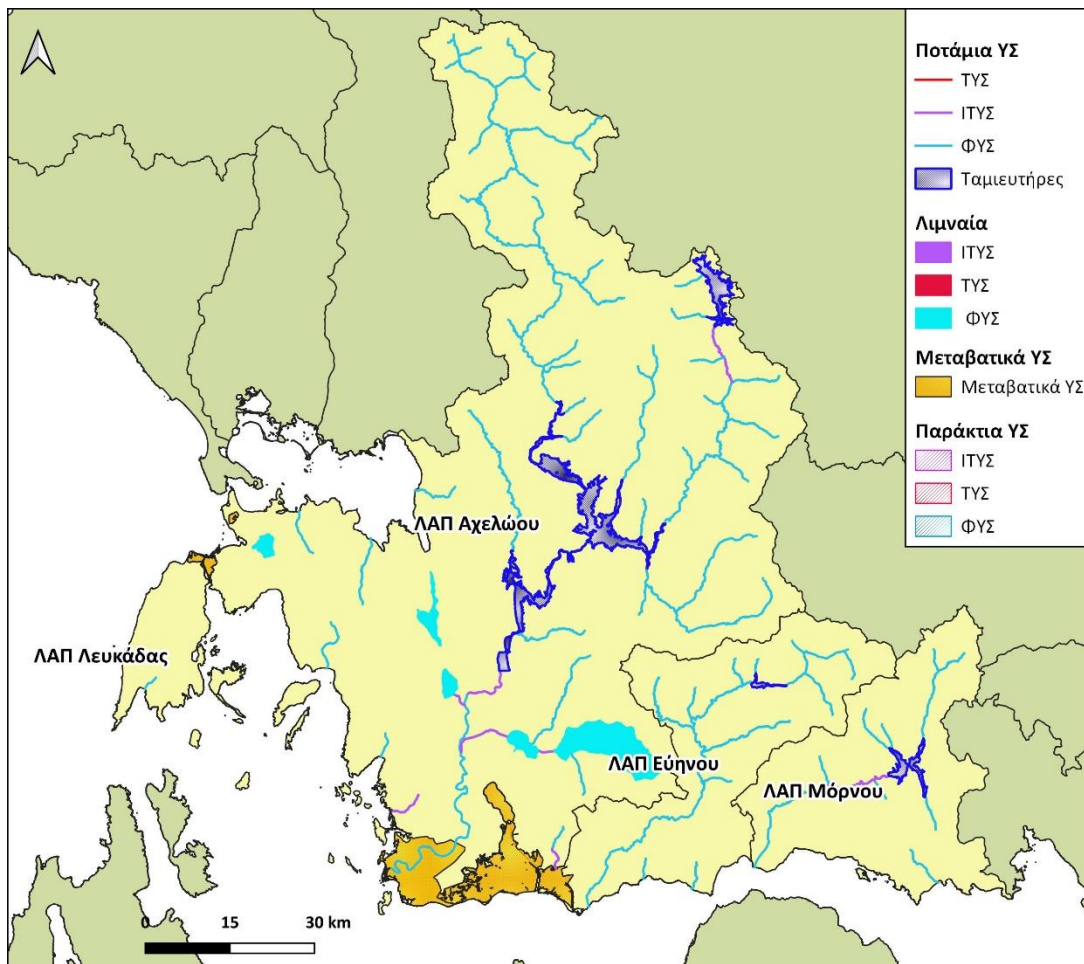 Ποτάμια ΥΣ
ΤΥΣ
ΙΤΥΣ
ΦΥΣ
Ταμιευτήρες
Λιμναία
ΙΤΥΣ
ΤΥΣ
ΦΥΣ
Μεταβατικά ΥΣ
Μεταβατικά ΥΣ
Παράκτια ΥΣ
ΙΤΥΣ
ΤΥΣ
ΦΥΣ
ΛΑΠ Αχελώου
ΛΑΠ Λευκάδας
ΛΑΠ Εύηνου
ΛΑΠ Μόρνου
0 15 30 km